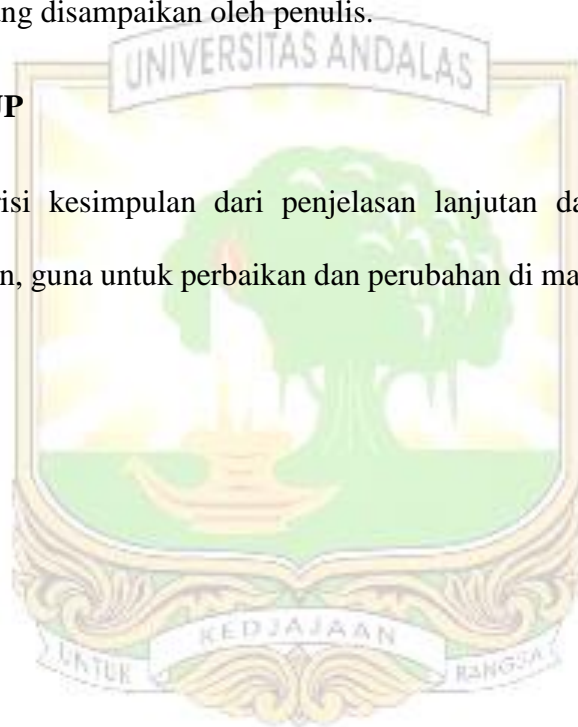 ng disampaikan oleh penulis.
UNIVERSITAS ANDALAS
UP
isi kesimpulan dari penjelasan lanjutan da
n, guna untuk perbaikan dan perubahan di ma
KEDJAJAAN
UNTUK BANGSA